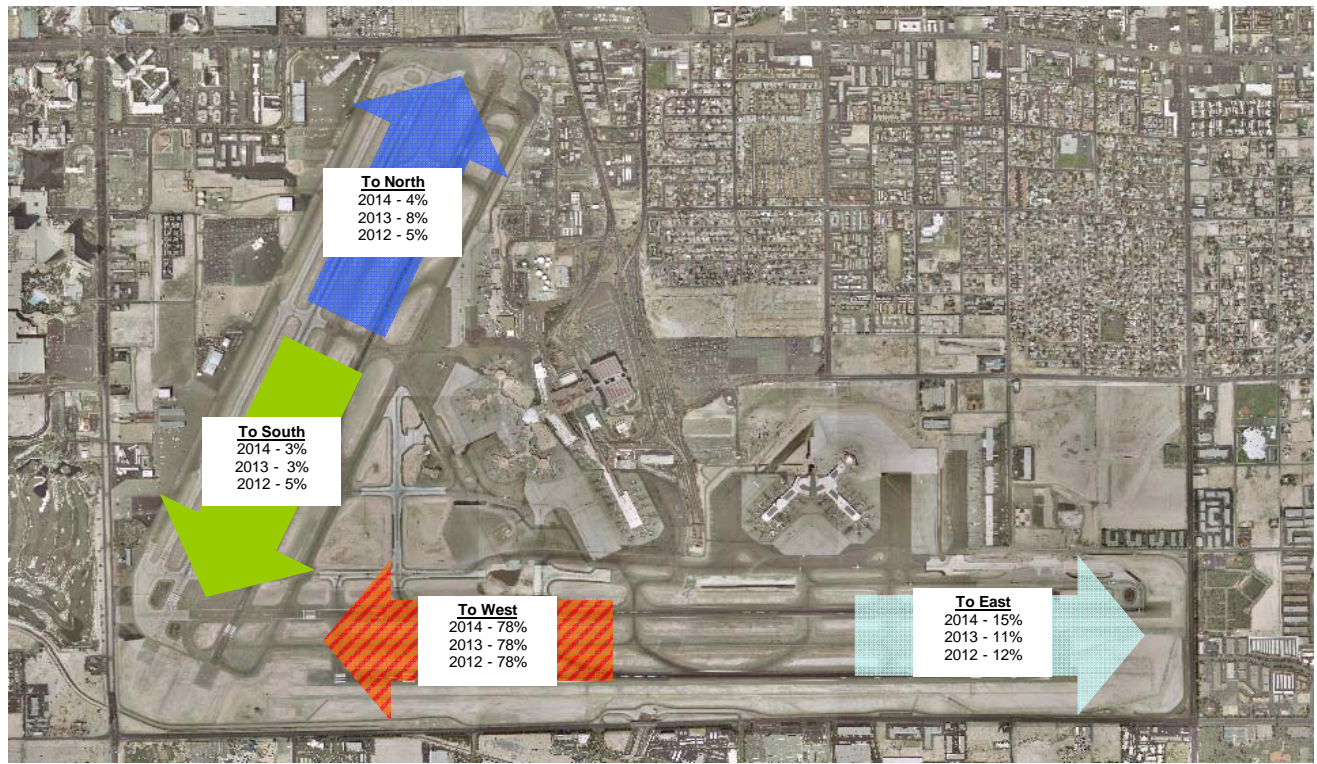 To North
2014 - 4%
2013 - 8%
2012 - 5%
To South
2014 - 3%
2013 - 3%
2012 - 5%
To West
2014 - 78%
2013 - 78%
2012 - 78%
To East
2014 - 15%
2013 - 11%
2012 - 12%